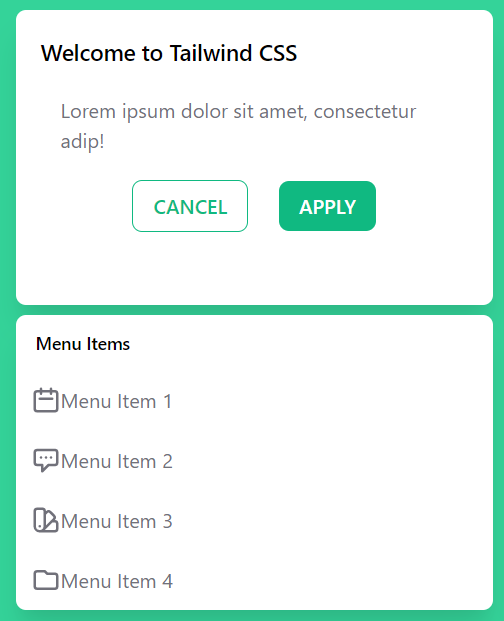 Welcome to Tailwind CSS
Lorem ipsum dolor sit amet, consectetur
adip!
CANCEL APPLY
Menu Items
Menu Item 1
Menu Item 2
Menu Item 3
Menu Item 4